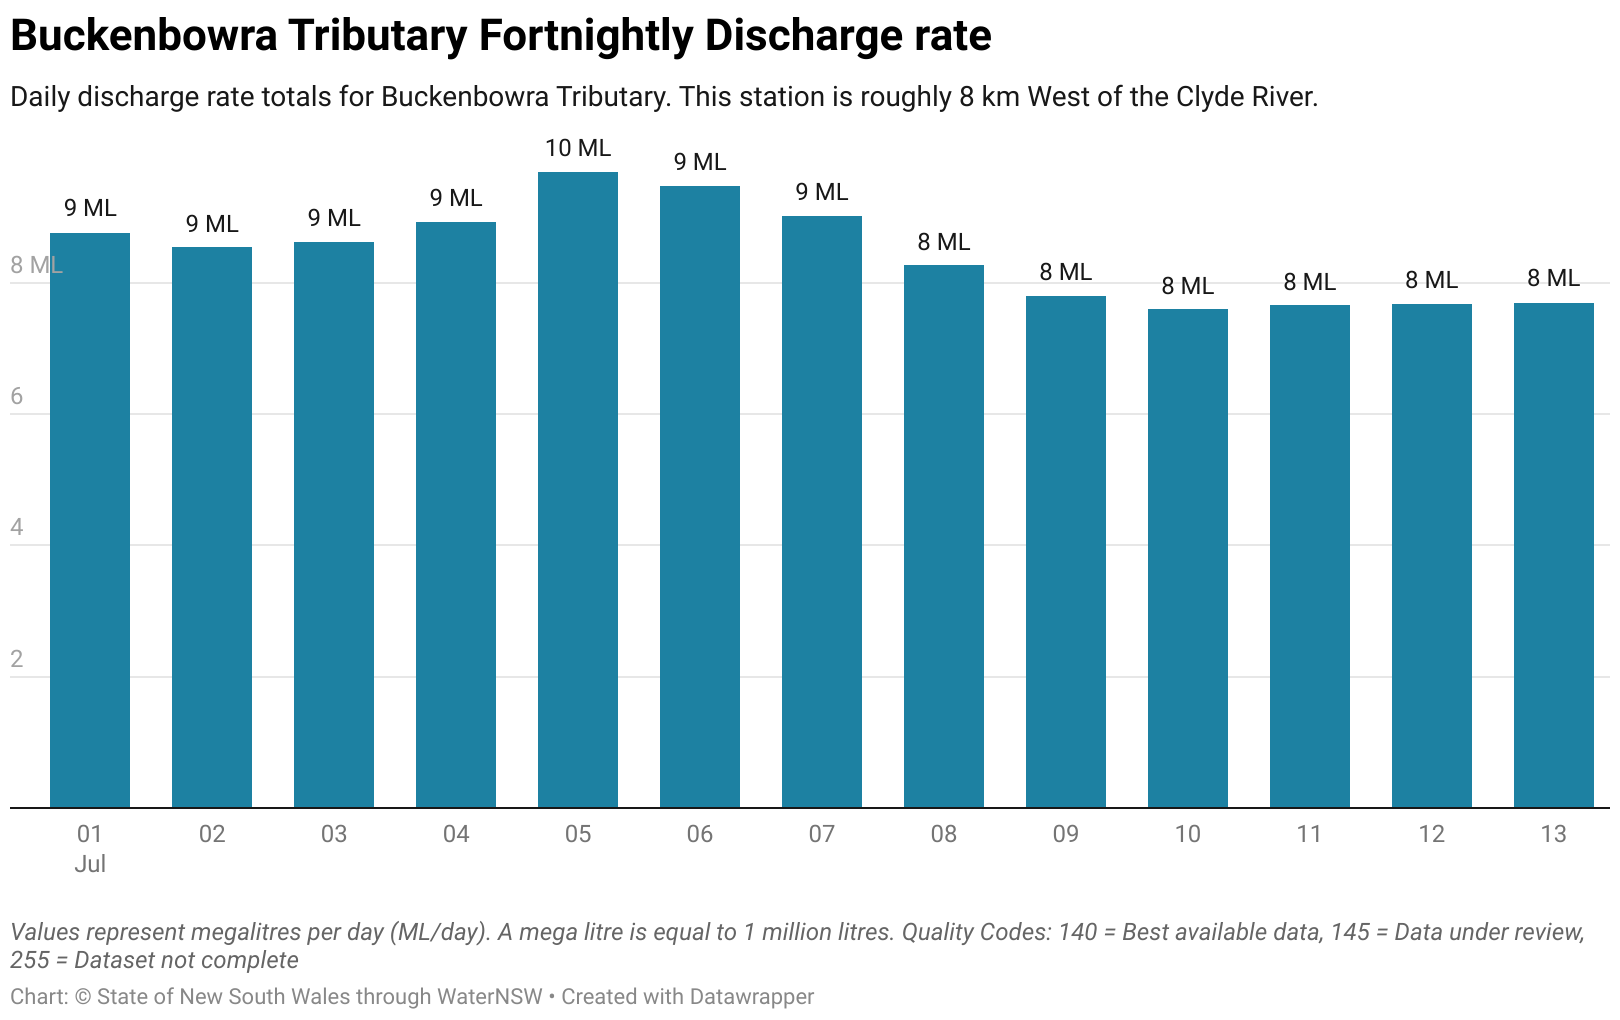 Buckenbowra Tributary Fortnightly Discharge rate
Daily discharge rate totals for Buckenbowra Tributary. This station is roughly 8 km West of the Clyde River.
10 ML
9 ML
9 ML
9 ML
9 ML
9 ML
9 ML
8 ML
8 ML
8 ML
8 ML
8 ML
8 ML
8 ML
6
4
2
01 02 03 04 05 06 07 08 09 10 11 12 13
Jul
Values represent megalitres per day (ML/day). A mega litre is equal to 1 million litres. Quality Codes: 140 = Best available data, 145 = Data under review,
255 = Dataset not complete
Chart: © State of New South Wales through WaterNSW • Created with Datawrapper